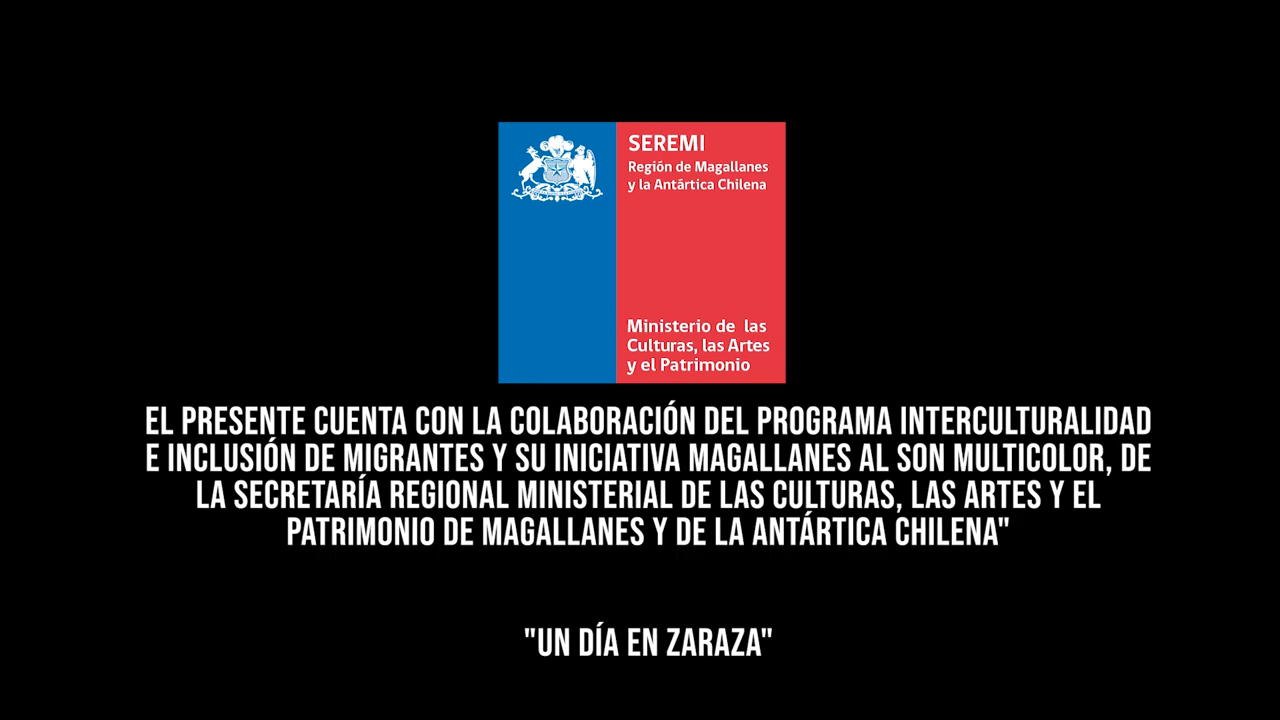 SEREMI
Región de Magallanes
y la Antártica Chilena
Ministerio de las
Culturas, las Artes
y el Patrimonio
EL PRESENTE CUENTA CON LA COLABORACIÓN DEL PROGRAMA INTERCULTURALIDAD
E INCLUSIÓN DE MIGRANTES Y SU INICIATIVA MAGALLANES AL SON MULTICOLOR, DE
LA SECRETARÍA REGIONAL MINISTERIAL DE LAS CULTURAS, LAS ARTES Y EL
PATRIMONIO DE MAGALLANES Y DE LA ANTÁRTICA CHILENA"
"UN DÍA EN ZARAZA"